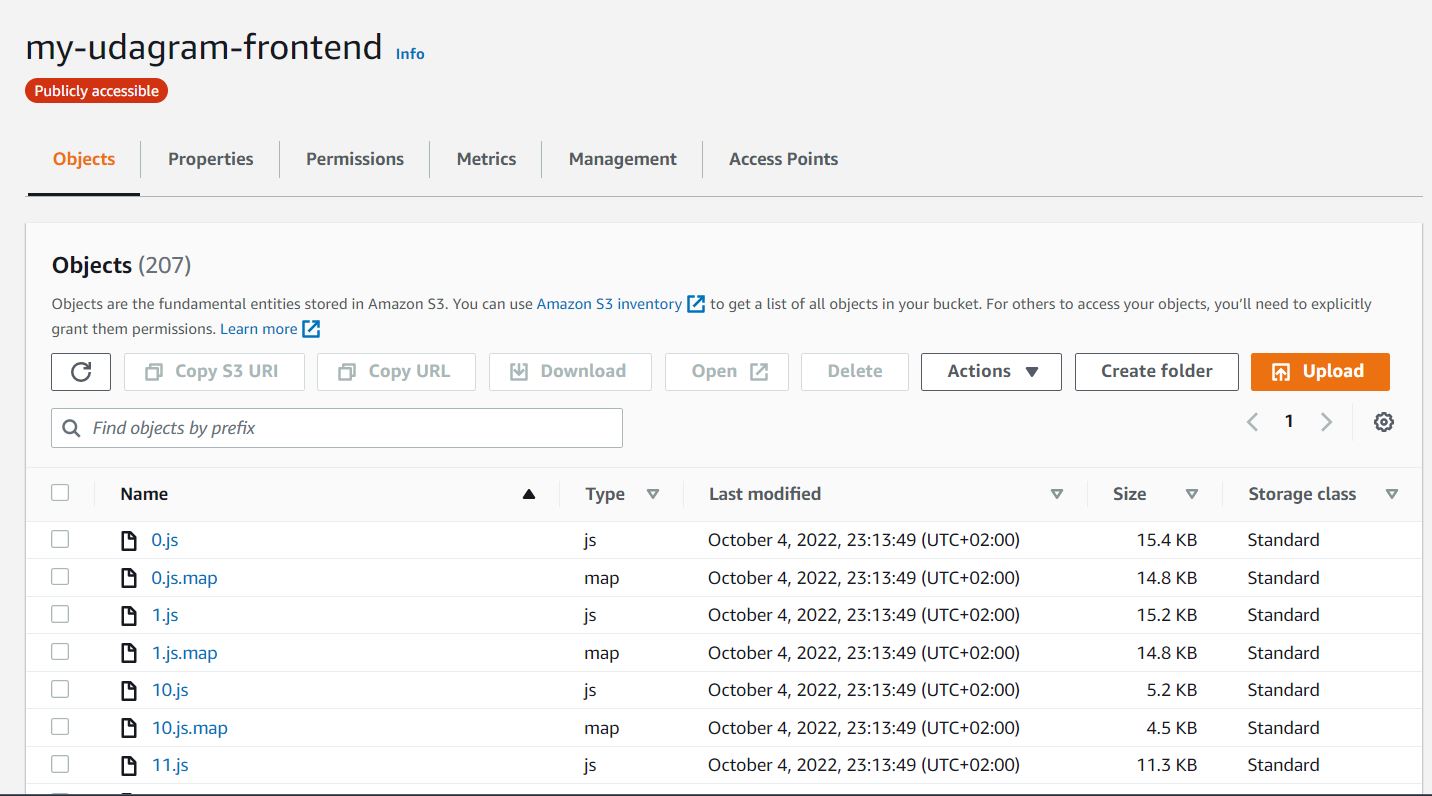 my-udagram-frontend Info
Publicly accessible
Objects Properties Permissions Metrics Management Access Points
Objects (207)
Objects are the fundamental entities stored in Amazon S3. You can use Amazon S3 inventory to get a list of all objects in your bucket. For others to access your objects, you'll need to explicitly
grant them permissions. Learn more
Copy S3 URI Copy URL Download Open Delete Actions Create folder Upload
Find objects by prefix 1
Name Type Last modified Size Storage class
0.js js October 4, 2022, 23:13:49 (UTC+02:00) 15.4 KB Standard
0.js.map map October 4, 2022, 23:13:49 (UTC+02:00) 14.8 KB Standard
1.js js October 4, 2022, 23:13:49 (UTC+02:00) 15.2 KB Standard
1.js.map map October 4, 2022, 23:13:49 (UTC+02:00) 14.8 KB Standard
10.js js October 4, 2022, 23:13:49 (UTC+02:00) 5.2 KB Standard
10.js.map map October 4, 2022, 23:13:49 (UTC+02:00) 4.5 KB Standard
11.js js October 4, 2022, 23:13:49 (UTC+02:00) 11.3 KB Standard